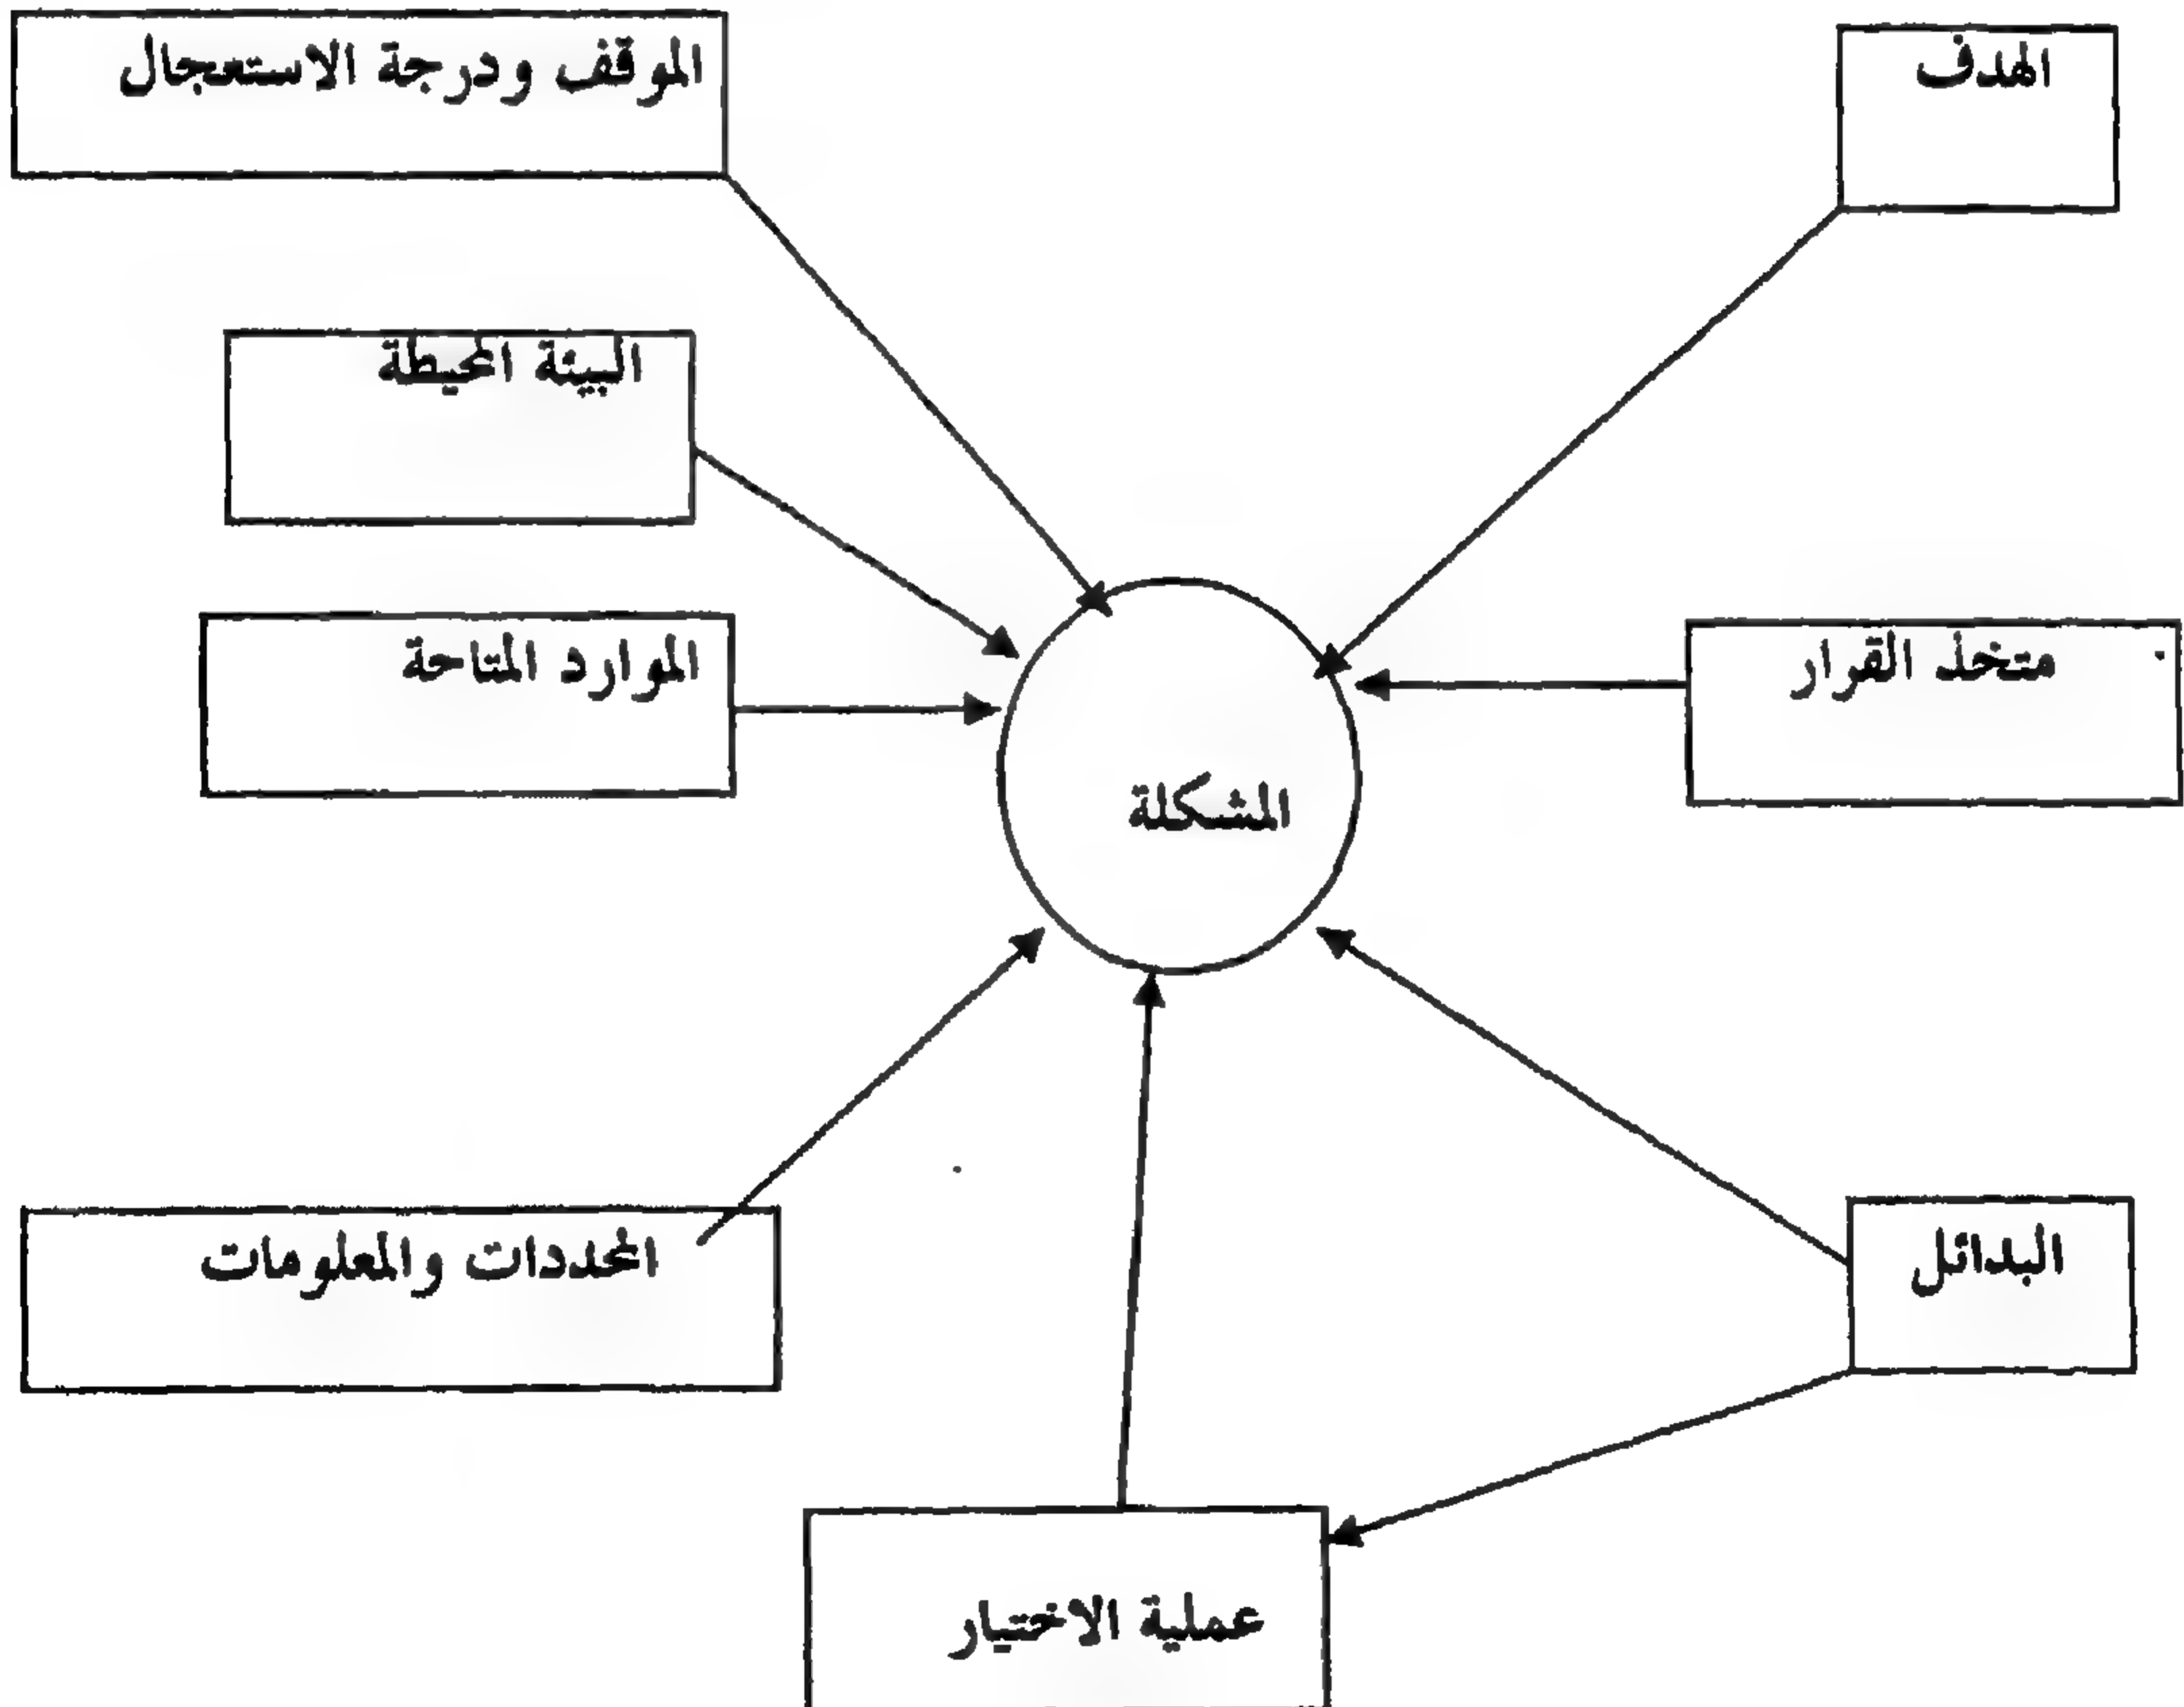 الهدف
الموقف ودرجة الاستعجال
البيئة المحيطة
متخذ القرار
الموارد المتاحة
المشكلة
البدائل
المحددات والمعلومات
عملية الاختيار